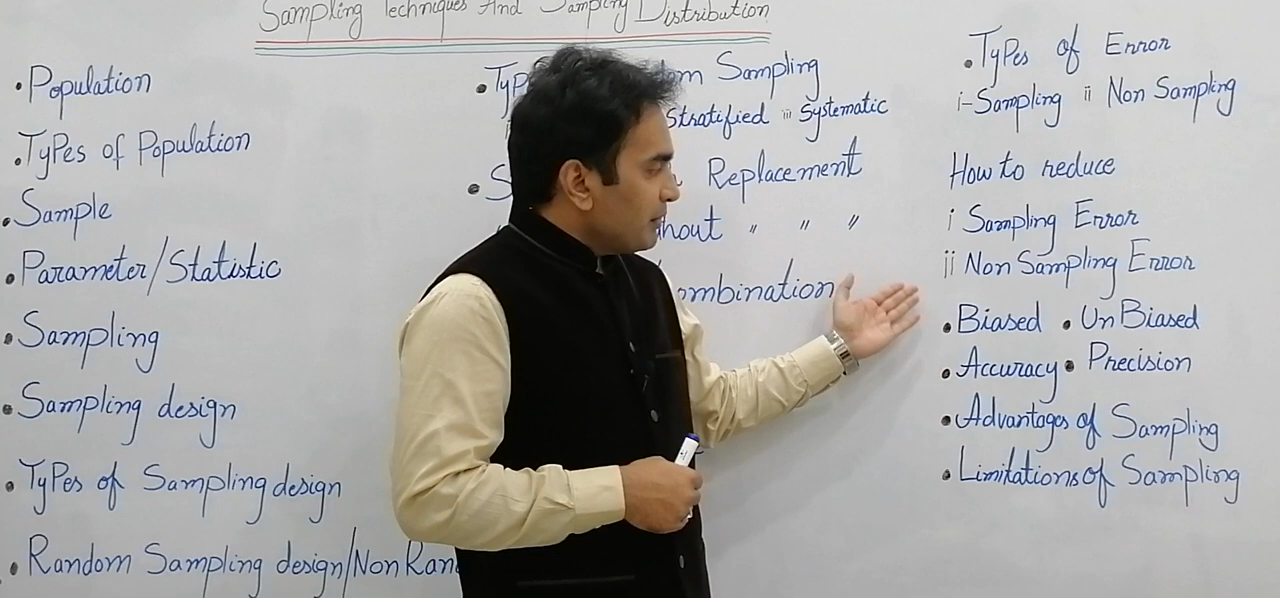 Sampling Techniques And Sampling Distribution
• Population
• Types of Population
• Sample
• Parameter/Statistic
• Sampling
• Sampling design
• Types of Sampling design
• Random Sampling design/Non Ran
• Typ om Sampling
i Stratified iii Systematic
• S Replacement
hout " " "
ombination
• Types of Error
i-Sampling ii Non Sampling
How to reduce
i Sampling Error
ii Non Sampling Error
• Biased • UnBiased
• Accuracy • Precision
• Advantages of Sampling
• Limitations of Sampling